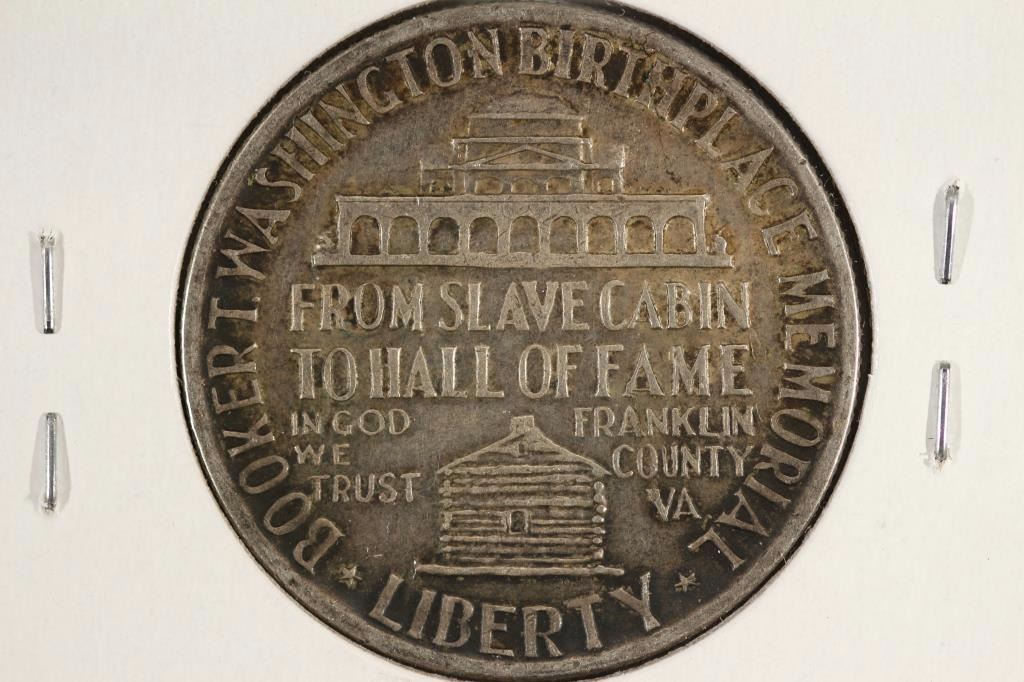 BOOKER T. WASHINGTON BIRTHPLACE MEMORIAL
FROM SLAVE CABIN
TO HALL OF FAME
IN GOD
WE
TRUST
FRANKLIN
COUNTY
VA.
LIBERTY